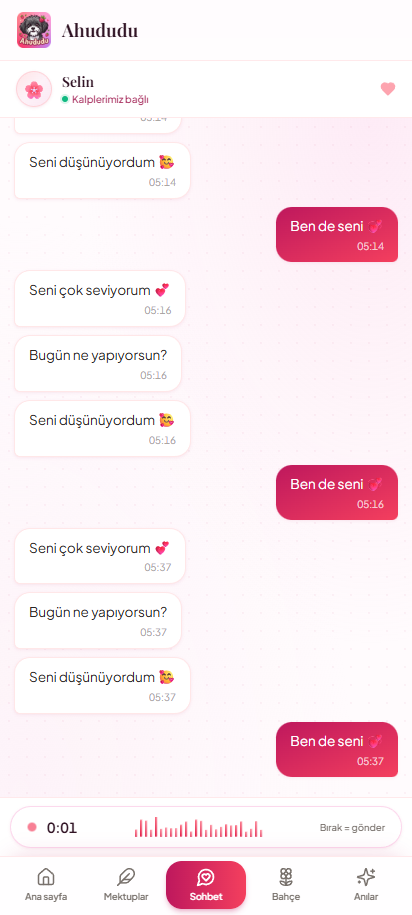 Ahududu
Ahududu
Selin
Kalplerimiz bağlı
05:14
Seni düşünüyordum 🥰
05:14
Ben de seni 💕
05:14
Seni çok seviyorum 💕
05:16
Bugün ne yapıyorsun?
05:16
Seni düşünüyordum 🥰
05:16
Ben de seni 💕
05:16
Seni çok seviyorum 💕
05:37
Bugün ne yapıyorsun?
05:37
Seni düşünüyordum 🥰
05:37
Ben de seni 💕
05:37
0:01 Bırak = gönder
Ana sayfa Mektuplar Sohbet Bahçe Anılar